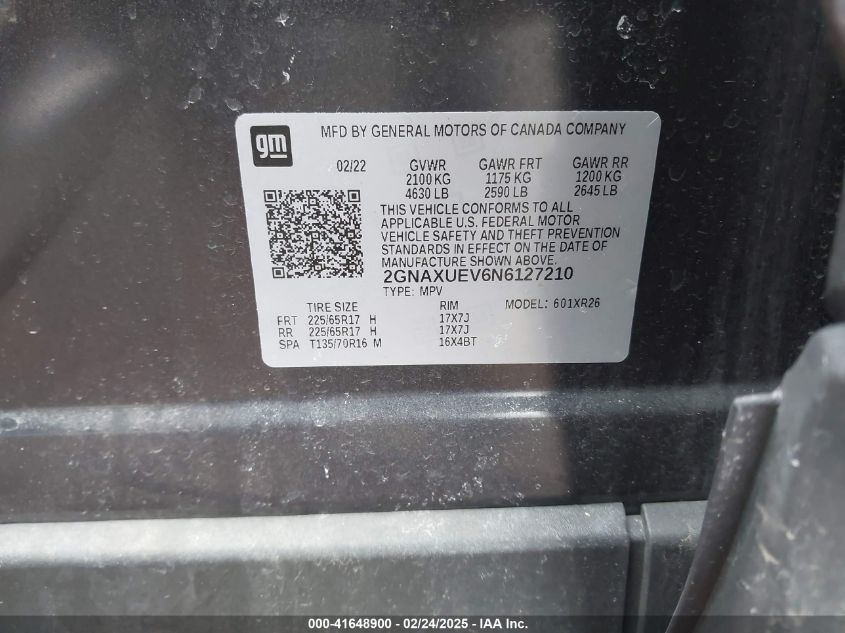 gm
MFD BY GENERAL MOTORS OF CANADA COMPANY
02/22 GVWR GAWR FRT GAWR RR
2100 KG 1175 KG 1200 KG
4630 LB 2590 LB 2645 LB
THIS VEHICLE CONFORMS TO ALL
APPLICABLE U.S. FEDERAL MOTOR
VEHICLE SAFETY AND THEFT PREVENTION
STANDARDS IN EFFECT ON THE DATE OF
MANUFACTURE SHOWN ABOVE.
2GNAXUEV6N6127210
TYPE: MPV
TIRE SIZE RIM MODEL: 601XR26
FRT 225/65R17 H 17X7J
RR 225/65R17 H 17X7J
SPA T135/70R16 M 16X4BT
000-41648900 - 02/24/2025 - IAAI.com